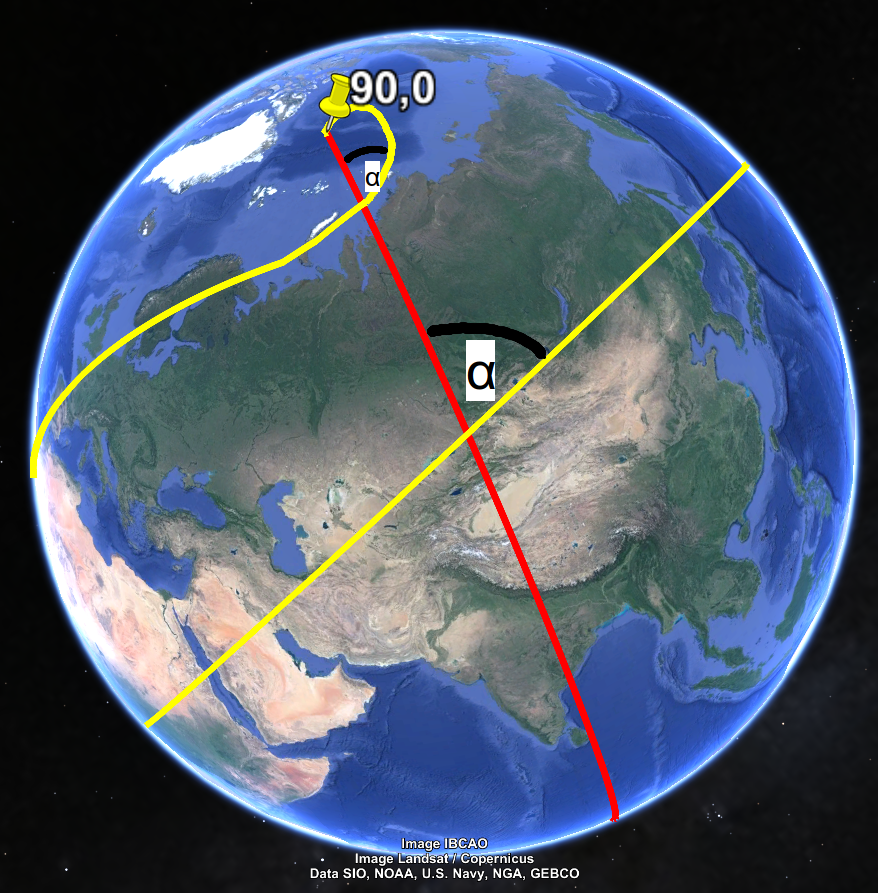 90,0
α
α
Image IBCAO
Image Landsat / Copernicus
Data SIO, NOAA, U.S. Navy, NGA, GEBCO